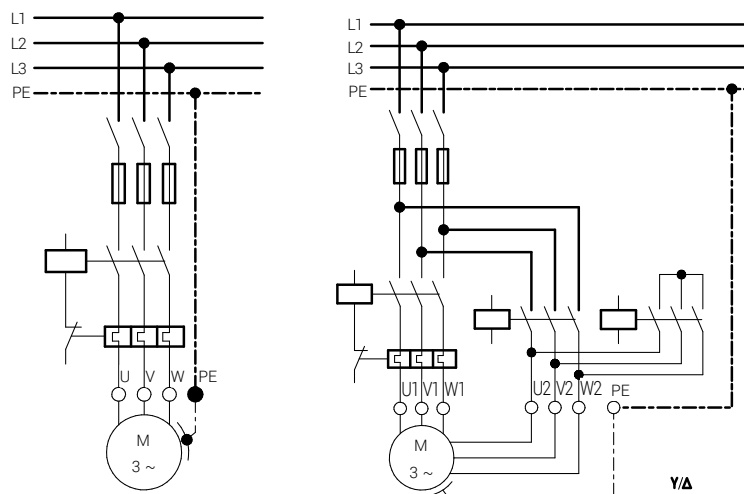 L1
L2
L3
PE
U V W PE
M
3 ~
L1
L2
L3
PE
U1 V1 W1 U2 V2 W2 PE
M
3 ~
Y/Δ